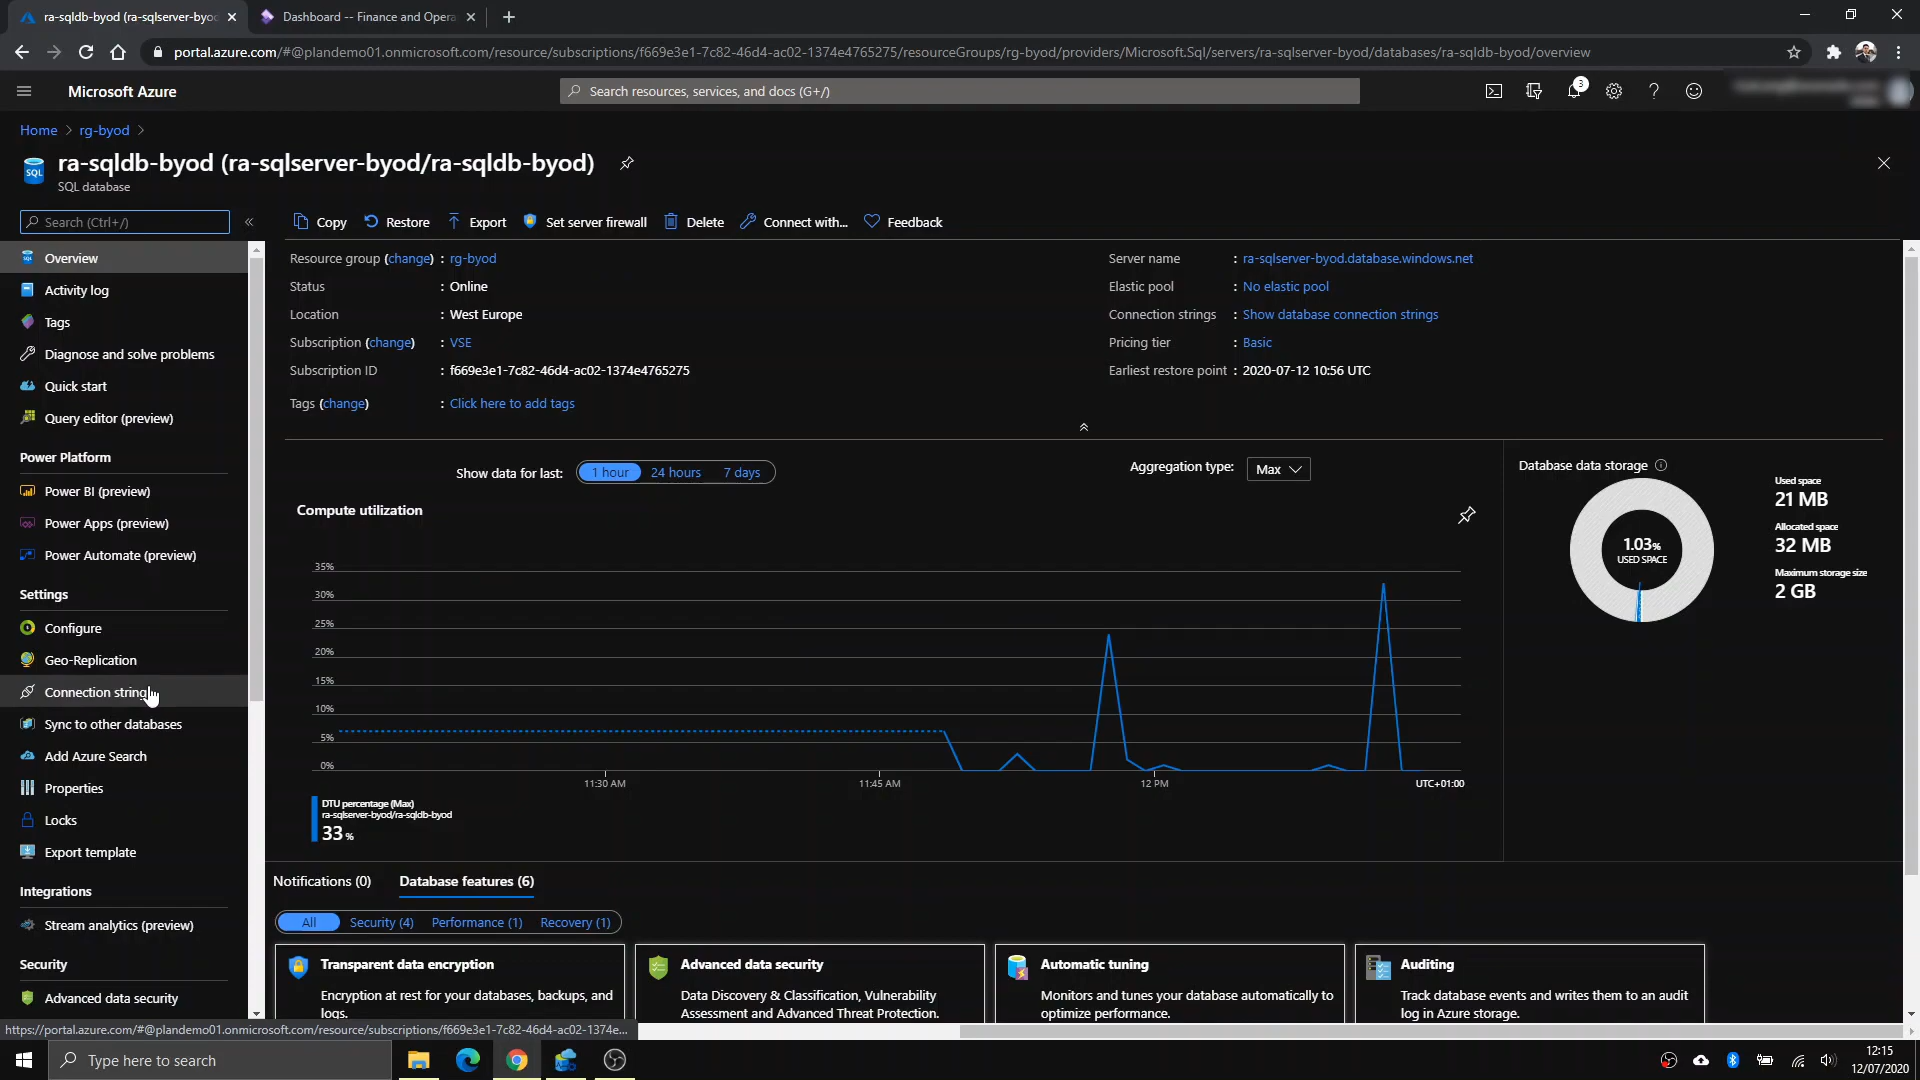 ra-sqldb-byod (ra-sqlserver-byod
Dashboard -- Finance and Opera
portal.azure.com/#@plandemo01.onmicrosoft.com/resource/subscriptions/f669e3e1-7c82-46d4-ac02-1374e4765275/resourceGroups/rg-byod/providers/Microsoft.Sql/servers/ra-sqlserver-byod/databases/ra-sqldb-byod/overview
Microsoft Azure
Search resources, services, and docs (G+/)
3
Home > rg-byod >
ra-sqldb-byod (ra-sqlserver-byod/ra-sqldb-byod)
SQL
SQL database
Search (Ctrl+/)
«
Copy
Restore
Export
Set server firewall
Delete
Connect with...
Feedback
Overview
Activity log
Tags
Diagnose and solve problems
Quick start
Query editor (preview)
Power Platform
Power BI (preview)
Power Apps (preview)
Power Automate (preview)
Settings
Configure
Geo-Replication
Connection string
Sync to other databases
Add Azure Search
Properties
Locks
Export template
Integrations
Stream analytics (preview)
Security
Advanced data security
Resource group (change) : rg-byod
Status : Online
Location : West Europe
Subscription (change) : VSE
Subscription ID : f669e3e1-7c82-46d4-ac02-1374e4765275
Tags (change) : Click here to add tags
Server name : ra-sqlserver-byod.database.windows.net
Elastic pool : No elastic pool
Connection strings : Show database connection strings
Pricing tier : Basic
Earliest restore point : 2020-07-12 10:56 UTC
Show data for last:
1 hour
24 hours
7 days
Aggregation type:
Max
Compute utilization
35%
30%
25%
20%
15%
10%
5%
0%
11:30 AM
11:45 AM
12 PM
UTC+01:00
DTU percentage (Max)
ra-sqlserver-byod/ra-sqldb-byod
33 %
Database data storage
1.03%
USED SPACE
Used space
21 MB
Allocated space
32 MB
Maximum storage size
2 GB
Notifications (0)
Database features (6)
All
Security (4)
Performance (1)
Recovery (1)
Transparent data encryption
Encryption at rest for your databases, backups, and
logs.
Advanced data security
Data Discovery & Classification, Vulnerability
Assessment and Advanced Threat Protection.
Automatic tuning
Monitors and tunes your database automatically to
optimize performance.
Auditing
Track database events and writes them to an audit
log in Azure storage.
https://portal.azure.com/#@plandemo01.onmicrosoft.com/resource/subscriptions/f669e3e1-7c82-46d4-ac02-1374e...
Type here to search
12:15
12/07/2020